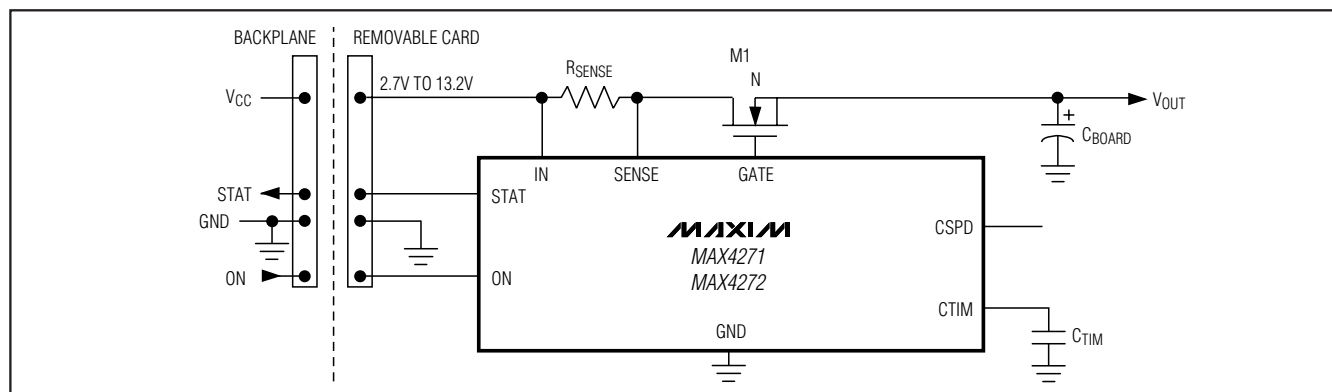 BACKPLANE
REMOVABLE CARD
2.7V TO 13.2V
RSENSE
M1
N
VCC
VOUT
CBOARD
+
IN
SENSE
GATE
STAT
STAT
GND
MAXIM
MAX4271
MAX4272
CSPD
ON
ON
CTIM
CTIM
GND